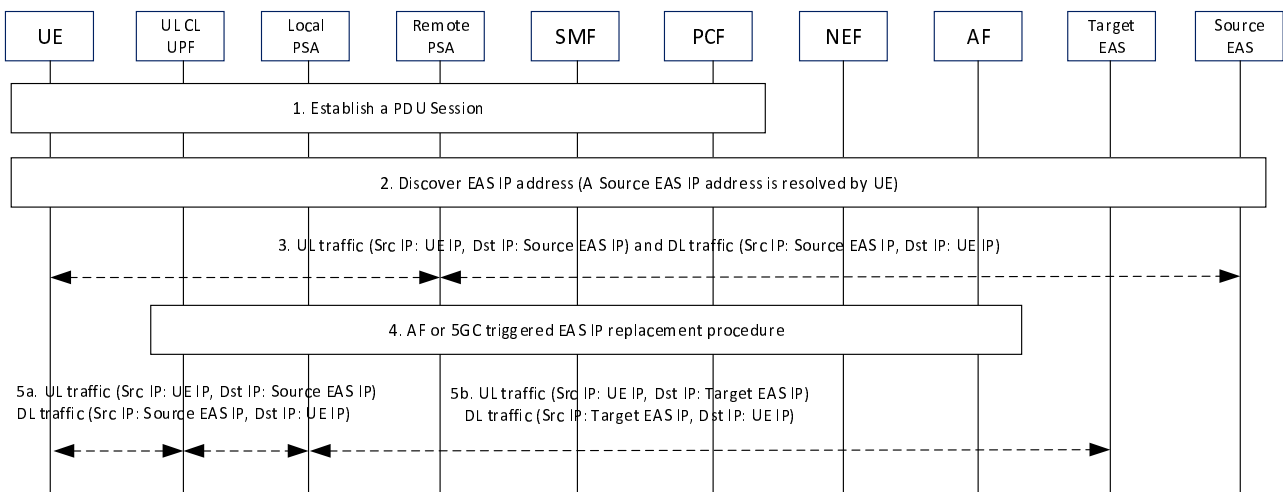 UE
UL CL
UPF
Local
PSA
Remote
PSA
SMF
PCF
NEF
AF
Target
EAS
Source
EAS
1. Establish a PDU Session
2. Discover EAS IP address (A Source EAS IP address is resolved by UE)
3. UL traffic (Src IP: UE IP, Dst IP: Source EAS IP) and DL traffic (Src IP: Source EAS IP, Dst IP: UE IP)
4. AF or 5GC triggered EAS IP replacement procedure
5a. UL traffic (Src IP: UE IP, Dst IP: Source EAS IP)
DL traffic (Src IP: Source EAS IP, Dst IP: UE IP)
5b. UL traffic (Src IP: UE IP, Dst IP: Target EAS IP)
DL traffic (Src IP: Target EAS IP, Dst IP: UE IP)